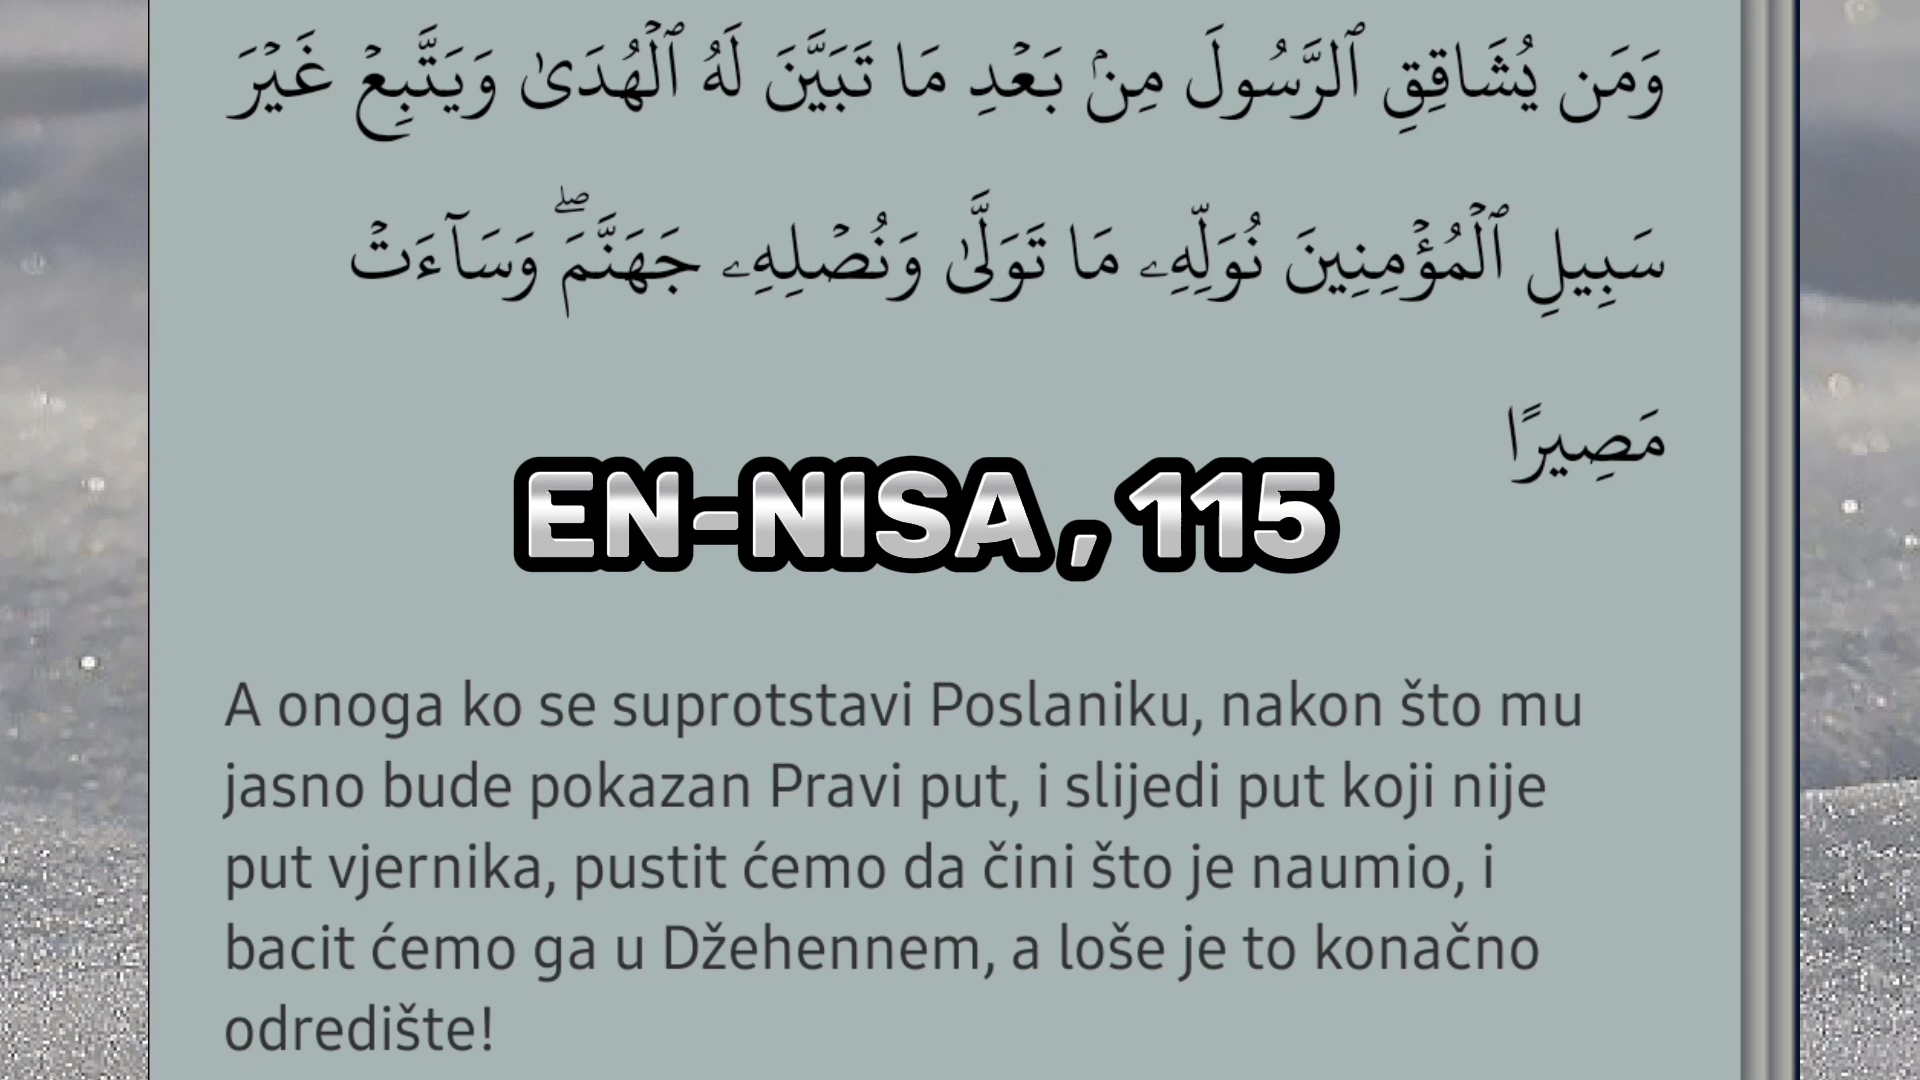 وَمَن يُشَاقِقِ ٱلرَّسُولَ مِنۢ بَعْدِ مَا تَبَيَّنَ لَهُ ٱلْهُدَىٰ وَيَتَّبِعْ غَيْرَ
سَبِيلِ ٱلْمُؤْمِنِينَ نُوَلِّهِۦ مَا تَوَلَّىٰ وَنُصْلِهِۦ جَهَنَّمَ ۖ وَسَآءَتْ
مَصِيرًا
EN-NISA, 115
A onoga ko se suprotstavi Poslaniku, nakon što mu
jasno bude pokazan Pravi put, i slijedi put koji nije
put vjernika, pustit ćemo da čini što je naumio, i
bacit ćemo ga u Džehennem, a loše je to konačno
odredište!